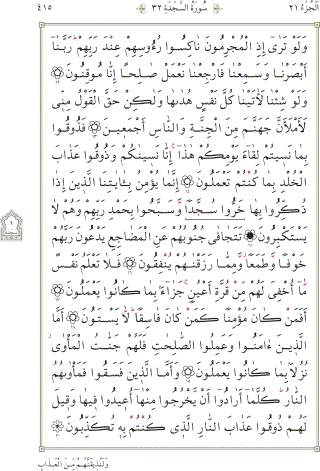 الجزء ٢١ سورة السجدة ٣٢ ٤١٥
وَلَوْ تَرَىٰٓ إِذِ ٱلْمُجْرِمُونَ نَاكِسُوا۟ رُءُوسِهِمْ عِندَ رَبِّهِمْ رَبَّنَآ
أَبْصَرْنَا وَسَمِعْنَا فَٱرْجِعْنَا نَعْمَلْ صَٰلِحًا إِنَّا مُوقِنُونَ
وَلَوْ شِئْنَا لَـَٔاتَيْنَا كُلَّ نَفْسٍ هُدَىٰهَا وَلَٰكِنْ حَقَّ ٱلْقَوْلُ مِنِّى
لَأَمْلَأَنَّ جَهَنَّمَ مِنَ ٱلْجِنَّةِ وَٱلنَّاسِ أَجْمَعِينَ فَذُوقُوا۟
بِمَا نَسِيتُمْ لِقَآءَ يَوْمِكُمْ هَٰذَآ إِنَّا نَسِينَٰكُمْ وَذُوقُوا۟ عَذَابَ
ٱلْخُلْدِ بِمَا كُنتُمْ تَعْمَلُونَ إِنَّمَا يُؤْمِنُ بِـَٔايَٰتِنَا ٱلَّذِينَ إِذَا
ذُكِّرُوا۟ بِهَا خَرُّوا۟ سُجَّدًا وَسَبَّحُوا۟ بِحَمْدِ رَبِّهِمْ وَهُمْ لَا
يَسْتَكْبِرُونَ تَتَجَافَىٰ جُنُوبُهُمْ عَنِ ٱلْمَضَاجِعِ يَدْعُونَ رَبَّهُمْ
خَوْفًا وَطَمَعًا وَمِمَّا رَزَقْنَٰهُمْ يُنفِقُونَ فَلَا تَعْلَمُ نَفْسٌ
مَّآ أُخْفِىَ لَهُم مِّن قُرَّةِ أَعْيُنٍ جَزَآءًۢ بِمَا كَانُوا۟ يَعْمَلُونَ
أَفَمَن كَانَ مُؤْمِنًا كَمَن كَانَ فَاسِقًا لَّا يَسْتَوُۥنَ أَمَّا
ٱلَّذِينَ ءَامَنُوا۟ وَعَمِلُوا۟ ٱلصَّٰلِحَٰتِ فَلَهُمْ جَنَّٰتُ ٱلْمَأْوَىٰ
نُزُلًۢا بِمَا كَانُوا۟ يَعْمَلُونَ وَأَمَّا ٱلَّذِينَ فَسَقُوا۟ فَمَأْوَىٰهُمُ
ٱلنَّارُ كُلَّمَآ أَرَادُوٓا۟ أَن يَخْرُجُوا۟ مِنْهَآ أُعِيدُوا۟ فِيهَا وَقِيلَ
لَهُمْ ذُوقُوا۟ عَذَابَ ٱلنَّارِ ٱلَّذِى كُنتُم بِهِۦ تُكَذِّبُونَ
وَلَنُذِيقَنَّهُم مِّنَ ٱلْعَذَابِ